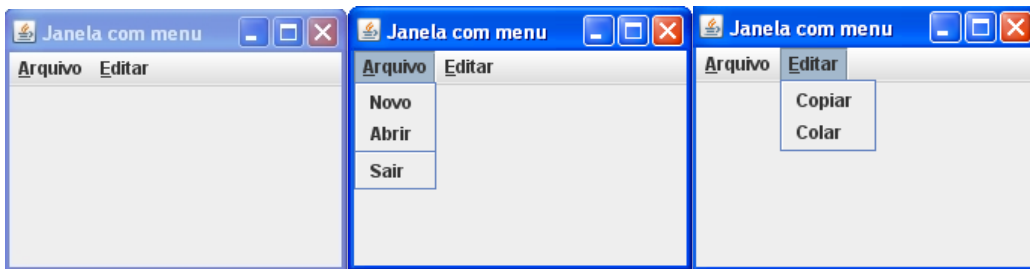 Janela com menu
Arquivo Editar
Janela com menu
Arquivo Editar
Novo
Abrir
Sair
Janela com menu
Arquivo Editar
Copiar
Colar